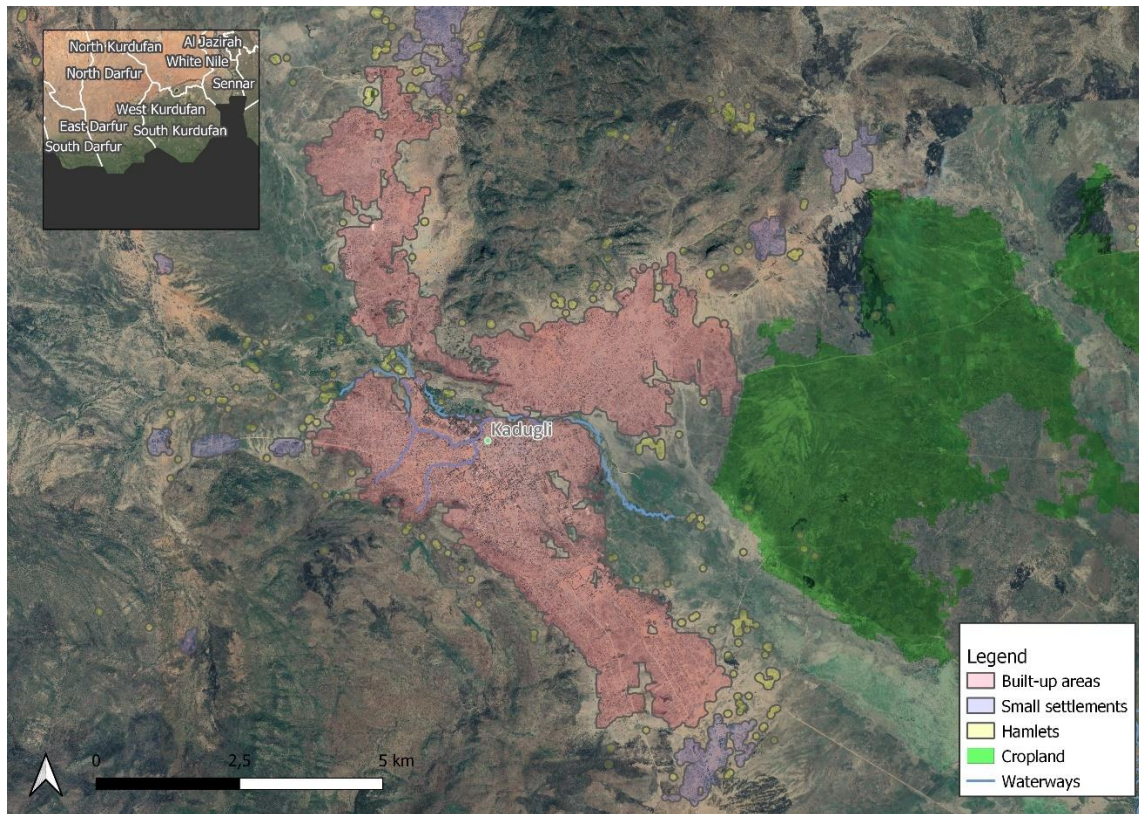 North Kurdufan
Al Jazirah
White Nile
North Darfur
Sennar
West Kurdufan
East Darfur
South Kurdufan
South Darfur
Kadugli
Legend
Built-up areas
Small settlements
Hamlets
Cropland
Waterways
0
2,5
5 km